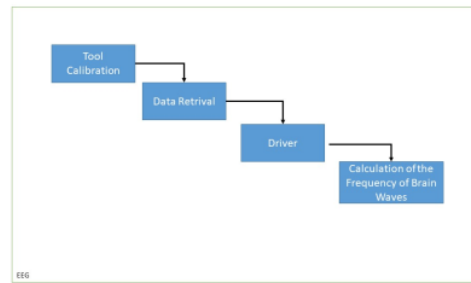 Tool
Calibration
Data Retrival
Driver
Calculation of the
Frequency of Brain
Waves
EEG